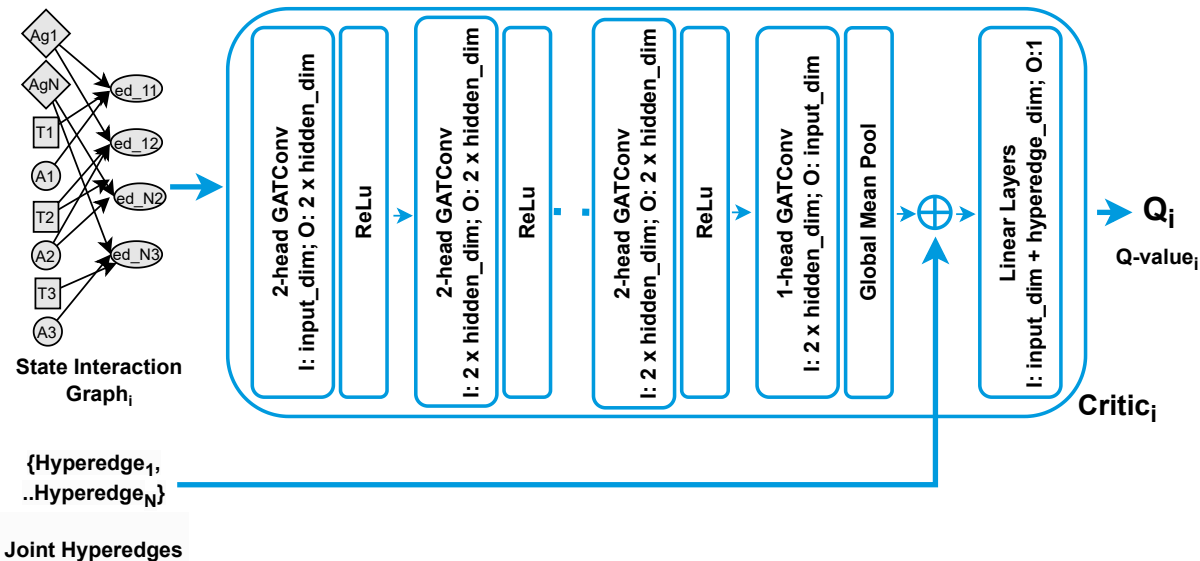 Ag1
AgN
T1
A1
T2
A2
T3
A3
ed_11
ed_12
ed_N2
ed_N3
State Interaction
Graphi
2-head GATConv
I: input_dim; O: 2 x hidden_dim
ReLu
2-head GATConv
I: 2 x hidden_dim; O: 2 x hidden_dim
ReLu
2-head GATConv
I: 2 x hidden_dim; O: 2 x hidden_dim
ReLu
1-head GATConv
I: 2 x hidden_dim; O: input_dim
Global Mean Pool
Linear Layers
I: input_dim + hyperedge_dim; O:1
Qi
Q-valuei
Critici
{Hyperedge1,
..HyperedgeN}
Joint Hyperedges